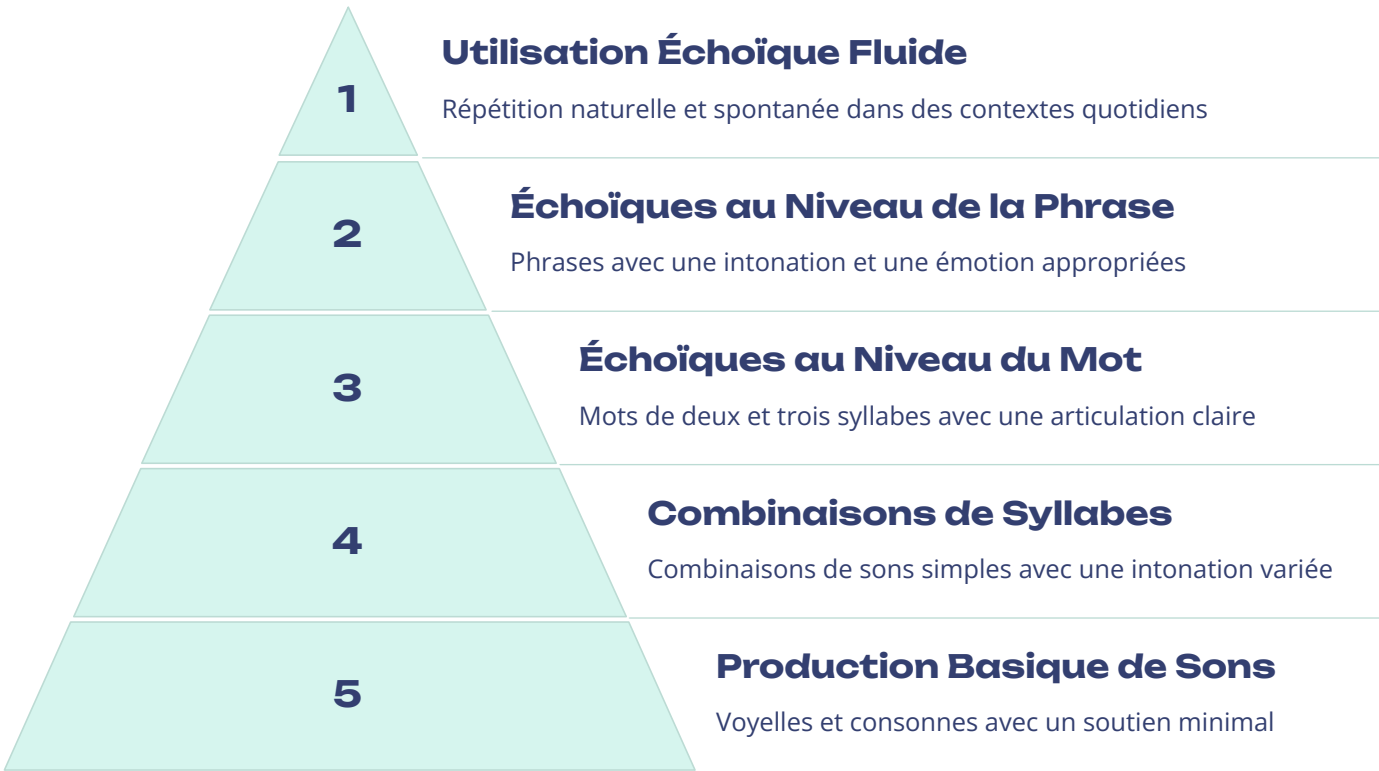 1
Utilisation Échoïque Fluide
Répétition naturelle et spontanée dans des contextes quotidiens
2
Échoïques au Niveau de la Phrase
Phrases avec une intonation et une émotion appropriées
3
Échoïques au Niveau du Mot
Mots de deux et trois syllabes avec une articulation claire
4
Combinaisons de Syllabes
Combinaisons de sons simples avec une intonation variée
5
Production Basique de Sons
Voyelles et consonnes avec un soutien minimal